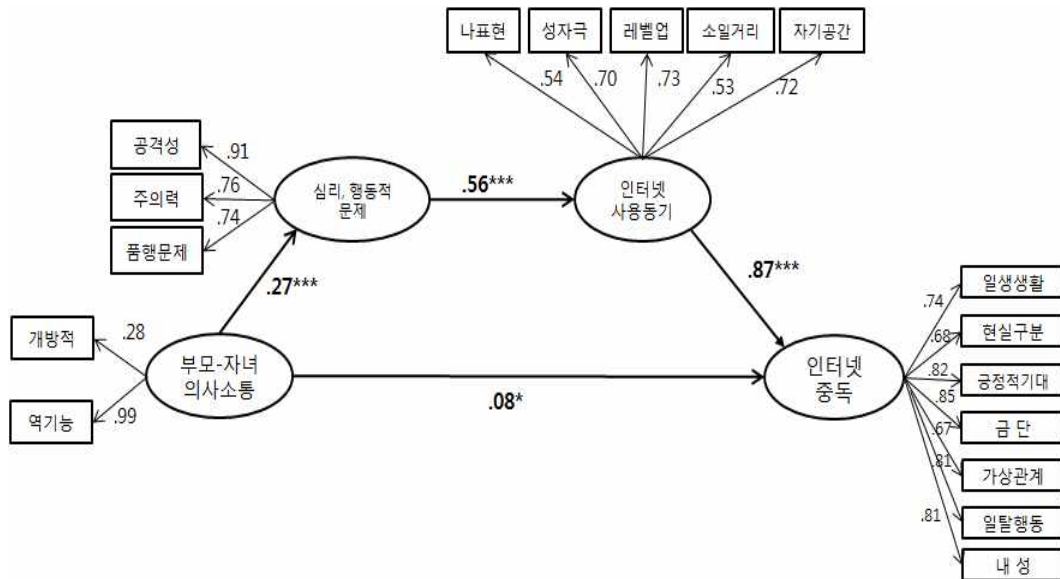 나표현
성자극
레벨업
소일거리
자기공간
.54
.70
.73
.53
.72
공격성
주의력
품행문제
.91
.76
.74
심리, 행동적
문제
.56***
인터넷
사용동기
.27***
.87***
개방적
역기능
.28
.99
부모-자녀
의사소통
.08*
인터넷
중독
.74
.68
.82
.85
.67
.81
.81
일생생활
현실구분
긍정적기대
금 단
가상관계
일탈행동
내 성